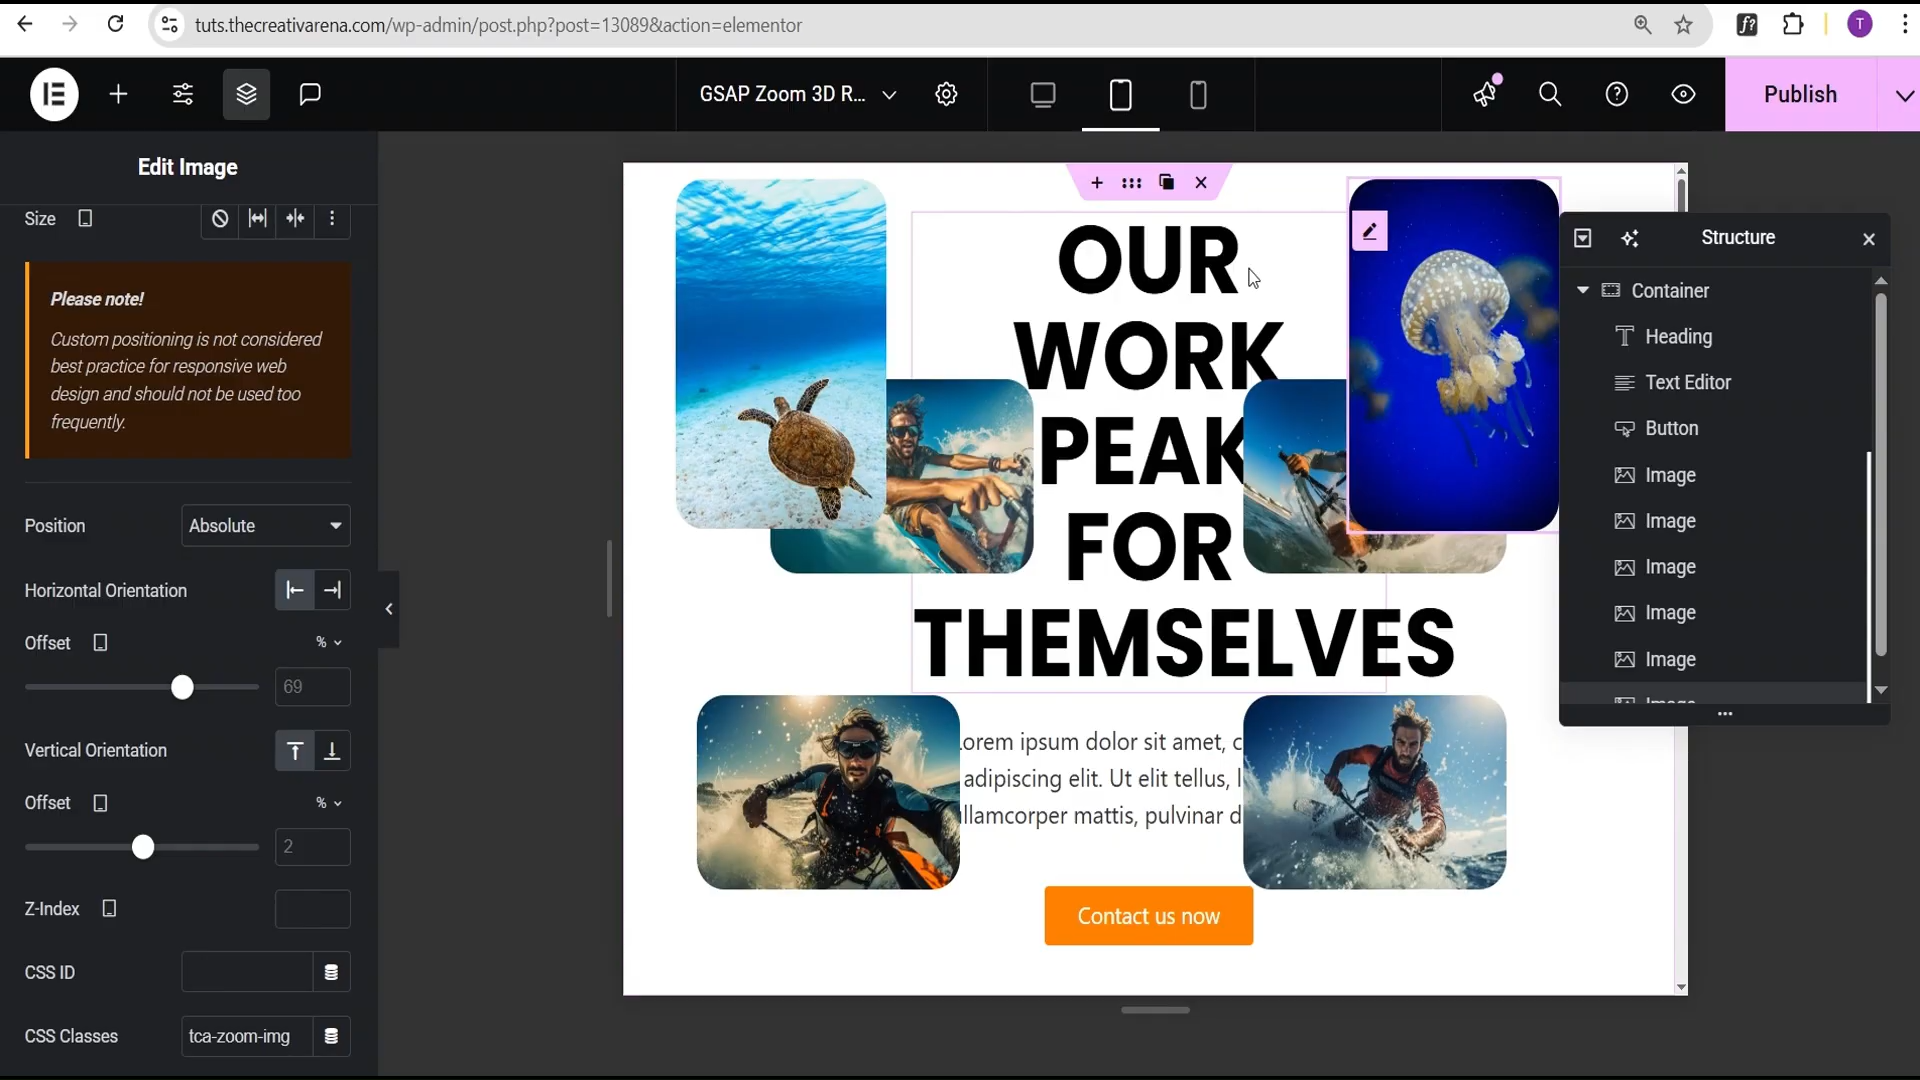 tuts.thecreativarena.com/wp-admin/post.php?post=13089&action=elementor
T
GSAP Zoom 3D R...
Publish
Edit Image
Size
Please note!
Custom positioning is not considered
best practice for responsive web
design and should not be used too
frequently.
Position
Absolute
Horizontal Orientation
Offset
%
69
Vertical Orientation
Offset
%
2
Z-Index
CSS ID
CSS Classes
tca-zoom-img
OUR
WORK
PEAK
FOR
THEMSELVES
orem ipsum dolor sit amet, c
adipiscing elit. Ut elit tellus, l
llamcorper mattis, pulvinar d
Contact us now
Structure
Container
Heading
Text Editor
Button
Image
Image
Image
Image
Image